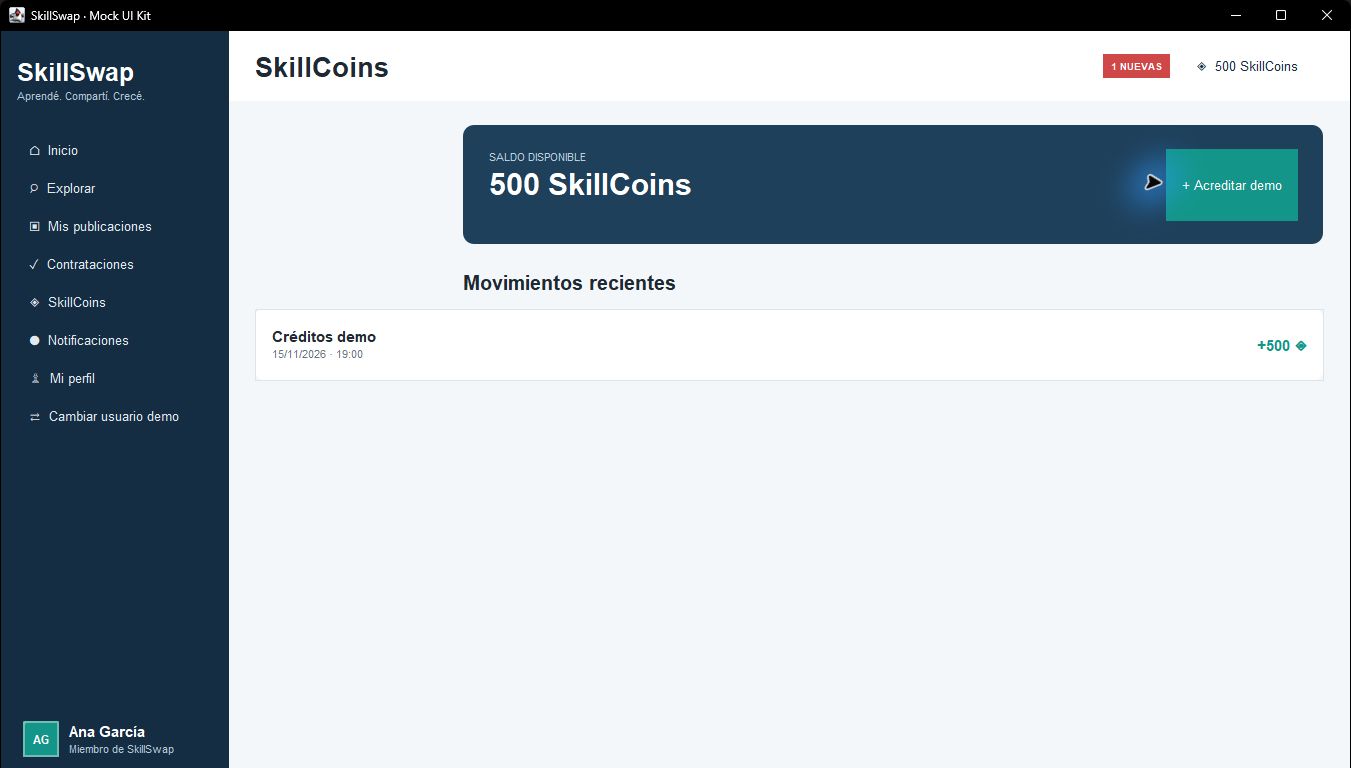 SkillSwap · Mock UI Kit
SkillSwap
Aprendé. Compartí. Crecé.
Inicio
Explorar
Mis publicaciones
Contrataciones
SkillCoins
Notificaciones
Mi perfil
Cambiar usuario demo
AG
Ana García
Miembro de SkillSwap
SkillCoins
1 NUEVAS
500 SkillCoins
SALDO DISPONIBLE
500 SkillCoins
+ Acreditar demo
Movimientos recientes
Créditos demo
15/11/2026 · 19:00
+500